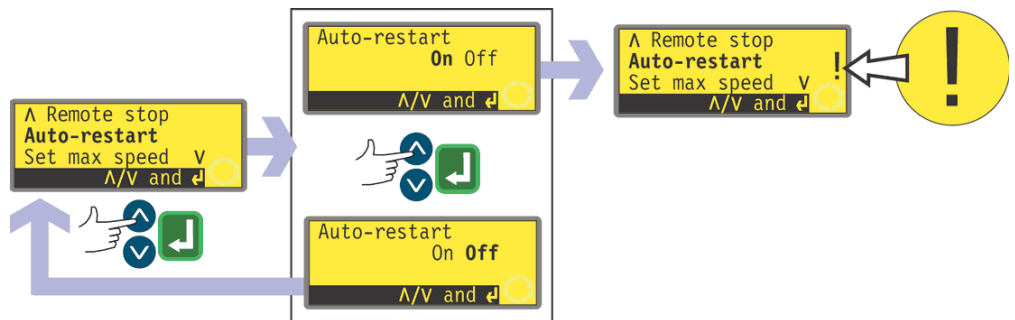 Λ Remote stop
Auto-restart
Set max speed V
Λ/V and ↲
Auto-restart
On Off
Λ/V and ↲
Auto-restart
On Off
Λ/V and ↲
Λ Remote stop
Auto-restart
Set max speed V
!
Λ/V and ↲
!